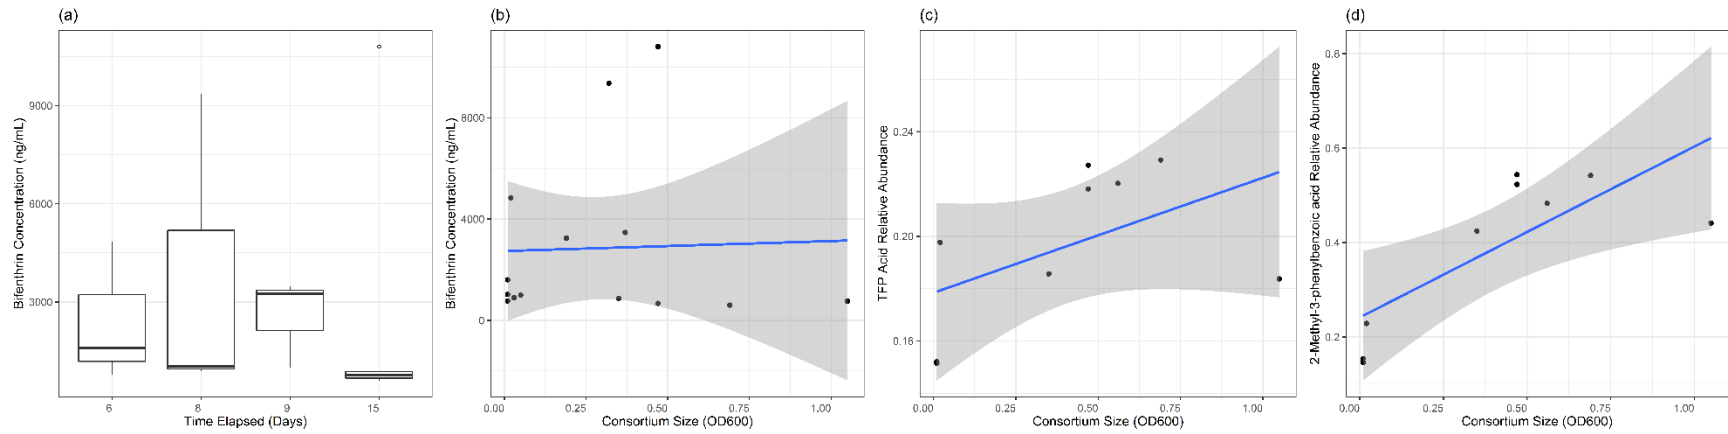 (a)
Bifenthrin Concentration (ng/mL)
9000
6000
3000
6
8
9
15
Time Elapsed (Days)
(b)
Bifenthrin Concentration (ng/mL)
8000
4000
0
0.00
0.25
0.50
0.75
1.00
Consortium Size (OD600)
(c)
TFP Acid Relative Abundance
0.24
0.20
0.16
0.00
0.25
0.50
0.75
1.00
Consortium Size (OD600)
(d)
2-Methyl-3-phenylbenzoic acid Relative Abundance
0.8
0.6
0.4
0.2
0.00
0.25
0.50
0.75
1.00
Consortium Size (OD600)